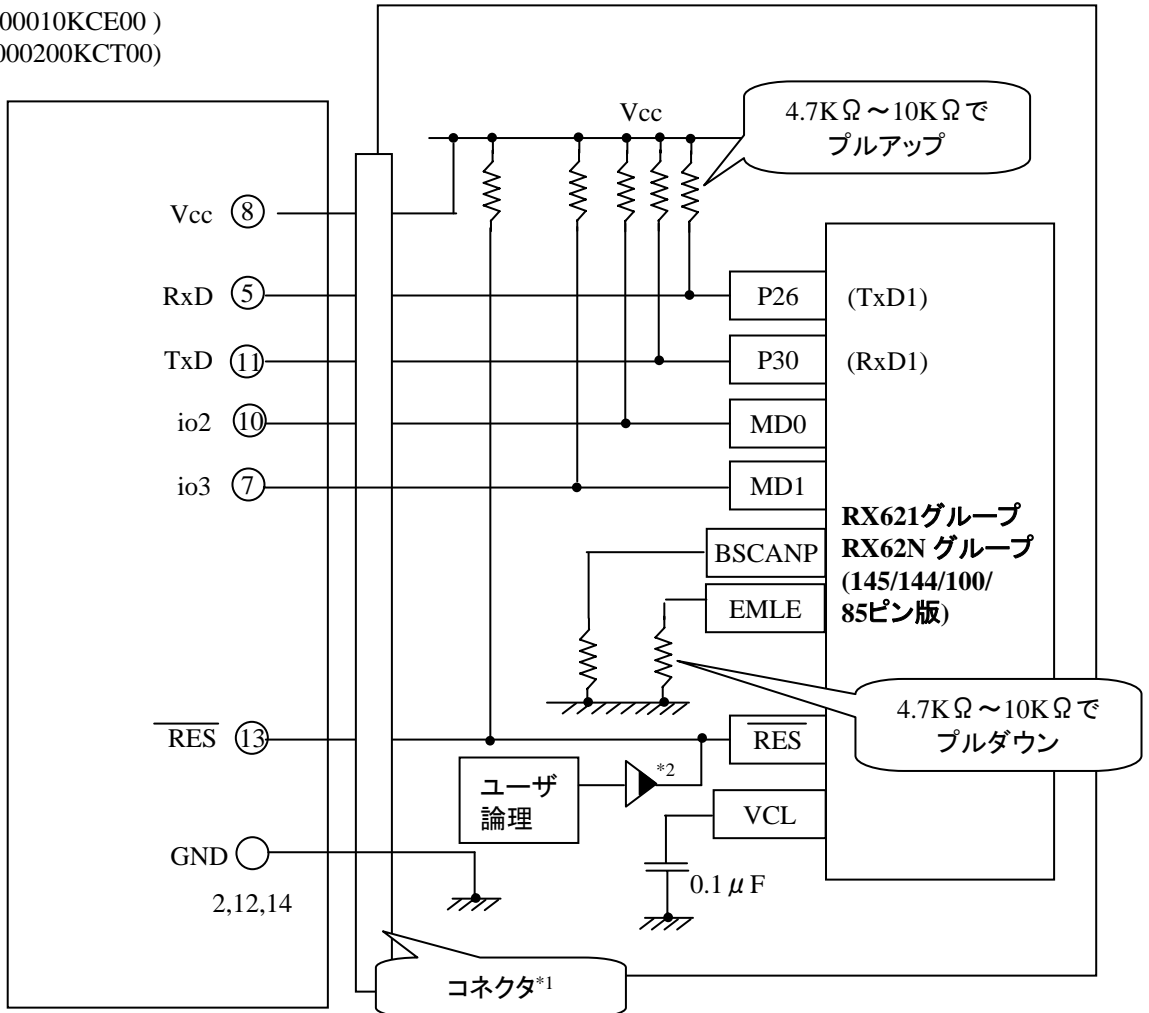 00010KCE00 )
000200KCT00)
Vcc
4.7KΩ~10KΩで
プルアップ
Vcc ⑧
RxD ⑤
P26 (TxD1)
TxD ⑪
P30 (RxD1)
io2 ⑩
MD0
io3 ⑦
MD1
RX621グループ
RX62N グループ
(145/144/100/
85ピン版)
BSCANP
EMLE
4.7KΩ~10KΩで
プルダウン
RES ⑬
RES
ユーザ
論理
*2
VCL
0.1μF
GND
2,12,14
コネクタ*1